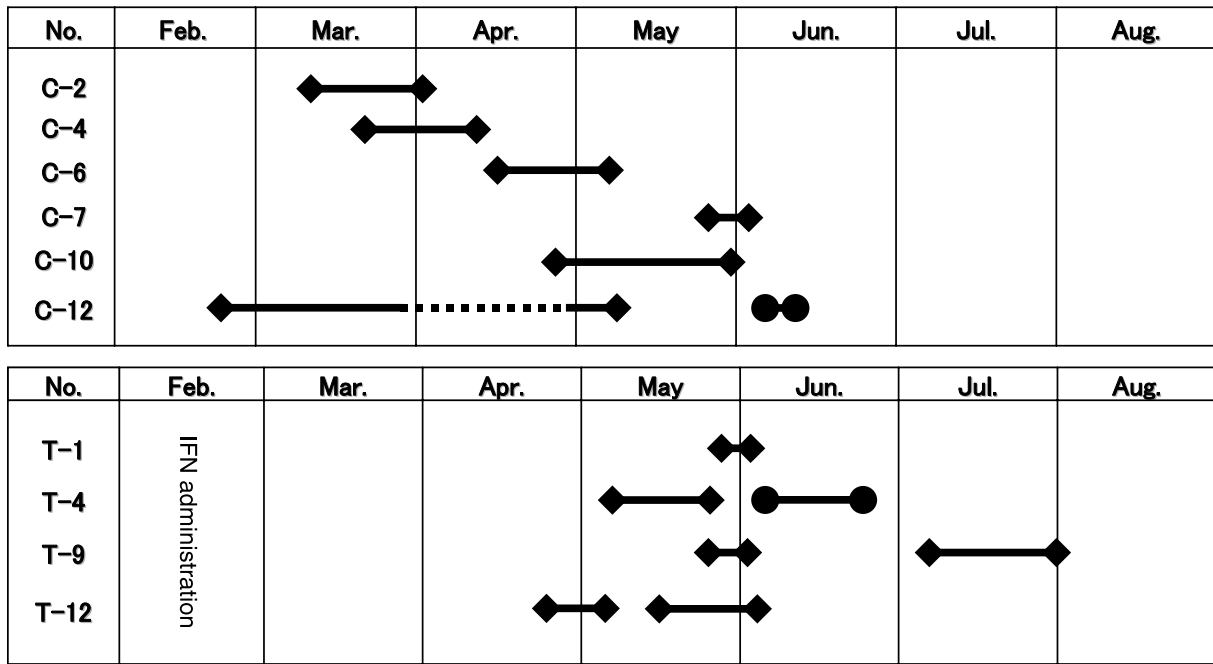 No. Feb. Mar. Apr. May Jun. Jul. Aug.
C-2
C-4
C-6
C-7
C-10
C-12
No. Feb. Mar. Apr. May Jun. Jul. Aug.
T-1
T-4
T-9
T-12
IFN administration